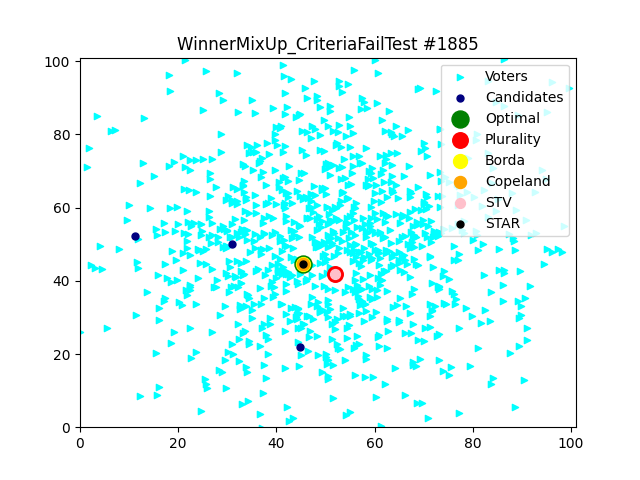 WinnerMixUp_CriteriaFailTest #1885
100
80
60
40
20
0
0
20
40
60
80
100
Voters
Candidates
Optimal
Plurality
Borda
Copeland
STV
STAR